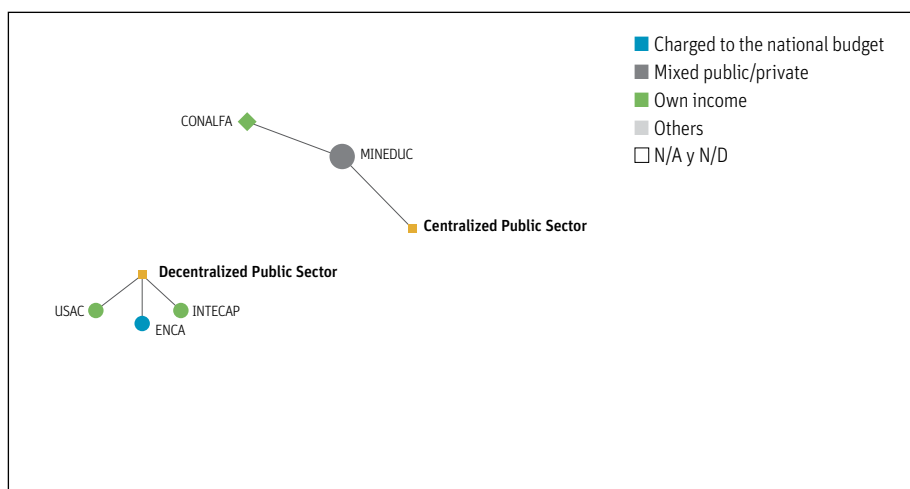 Charged to the national budget
Mixed public/private
Own income
Others
N/A y N/D
CONALFA
MINEDUC
Centralized Public Sector
Decentralized Public Sector
USAC
INTECAP
ENCA